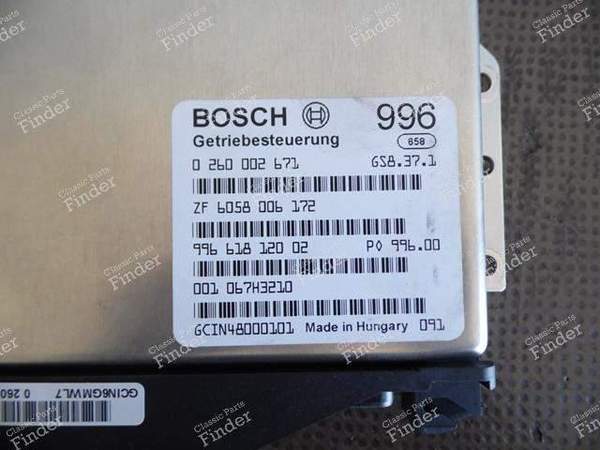 BOSCH 996
Getriebesteuerung 658
0 260 002 671 GS8.37.1
ZF 6058 006 172
996 618 120 02 P◊ 996.00
001 067H3210
GCIN48000101 Made in Hungary 091
GCIN6GMWL7 0 260
Classic Parts
Finder